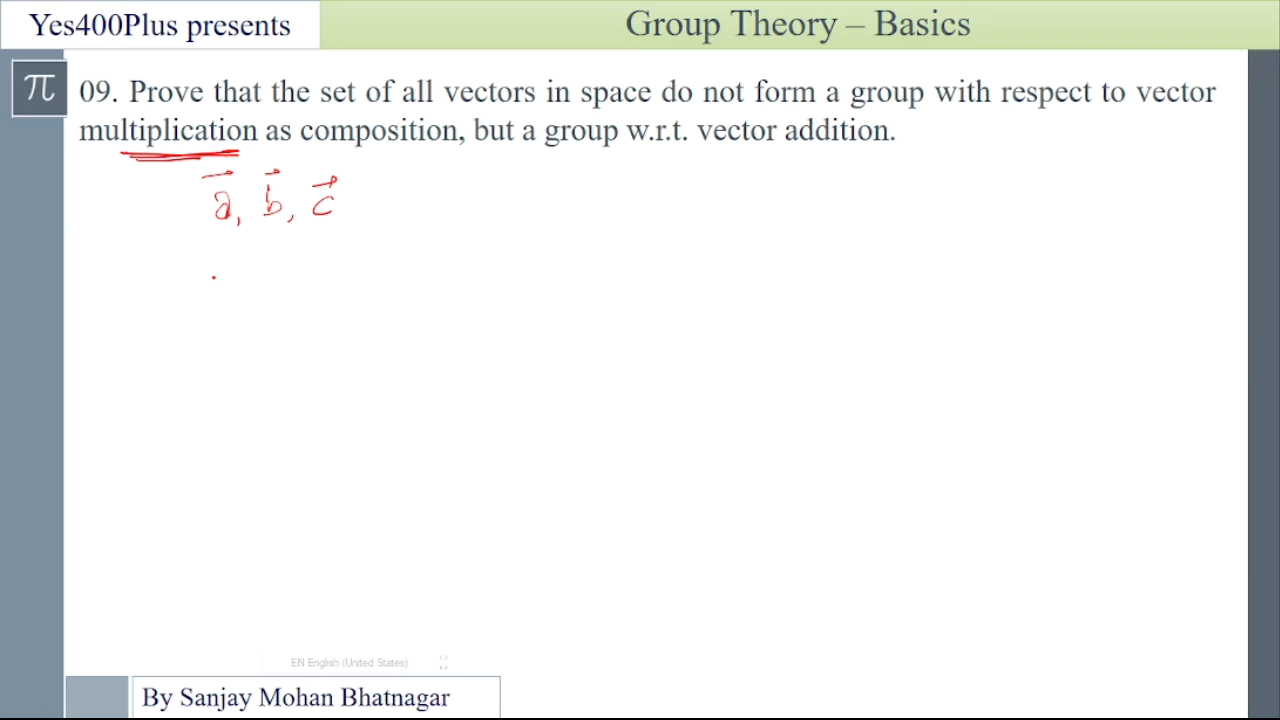 Yes400Plus presents
Group Theory – Basics
π
09. Prove that the set of all vectors in space do not form a group with respect to vector
multiplication as composition, but a group w.r.t. vector addition.
a⃗, b⃗, c⃗
EN English (United States)
By Sanjay Mohan Bhatnagar